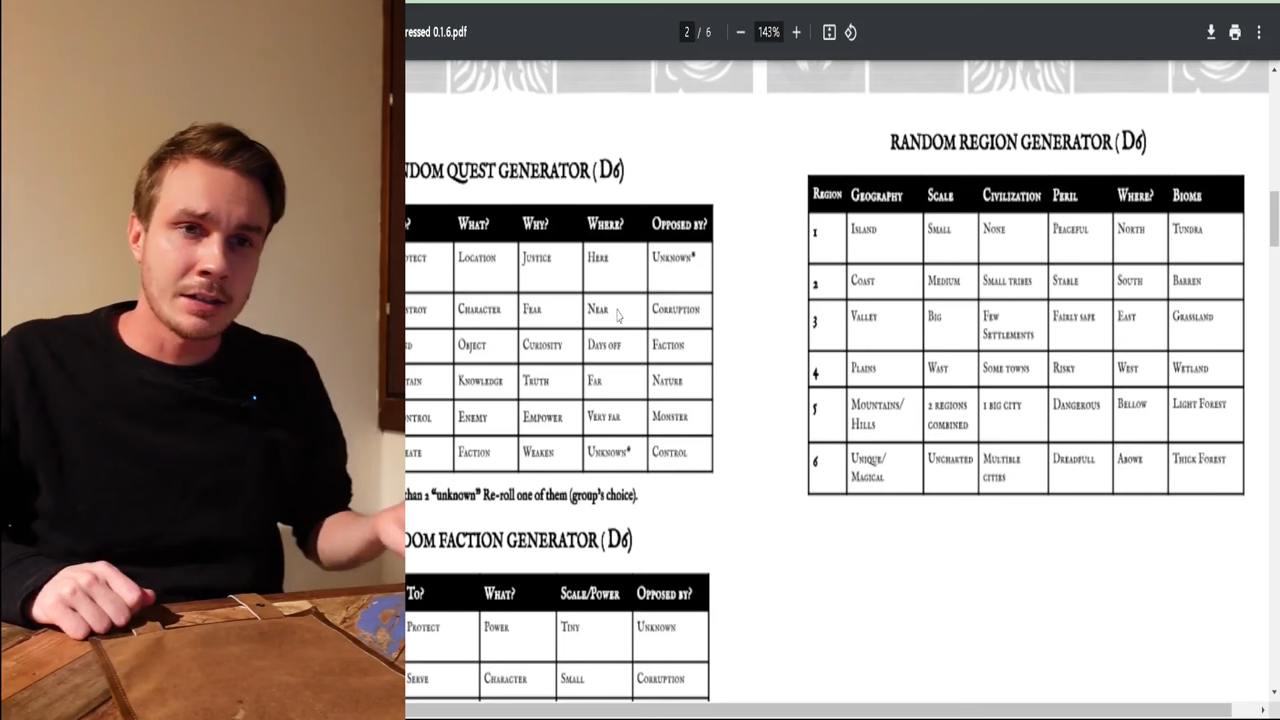 ressed 0.1.6.pdf
2 / 6
143%
NDOM QUEST GENERATOR ( D6)
? What? Why? Where? Opposed by?
OTECT Location Justice Here Unknown*
STROY Character Fear Near Corruption
D Object Curiosity Days off Faction
TAIN Knowledge Truth Far Nature
NTROL Enemy Empower Very far Monster
EATE Faction Weaken Unknown* Control
than 2 "unknown" Re-roll one of them (group's choice).
DOM FACTION GENERATOR ( D6)
To? What? Scale/Power Opposed by?
Protect Power Tiny Unknown
Serve Character Small Corruption
RANDOM REGION GENERATOR ( D6)
Region Geography Scale Civilization Peril Where? Biome
1 Island Small None Peaceful North Tundra
2 Coast Medium Small tribes Stable South Barren
3 Valley Big Few Settlements Fairly safe East Grassland
4 Plains Wast Some towns Risky West Wetland
5 Mountains/ Hills 2 regions combined 1 big city Dangerous Bellow Light Forest
6 Unique/ Magical Uncharted Multible cities Dreadfull Abowe Thick Forest